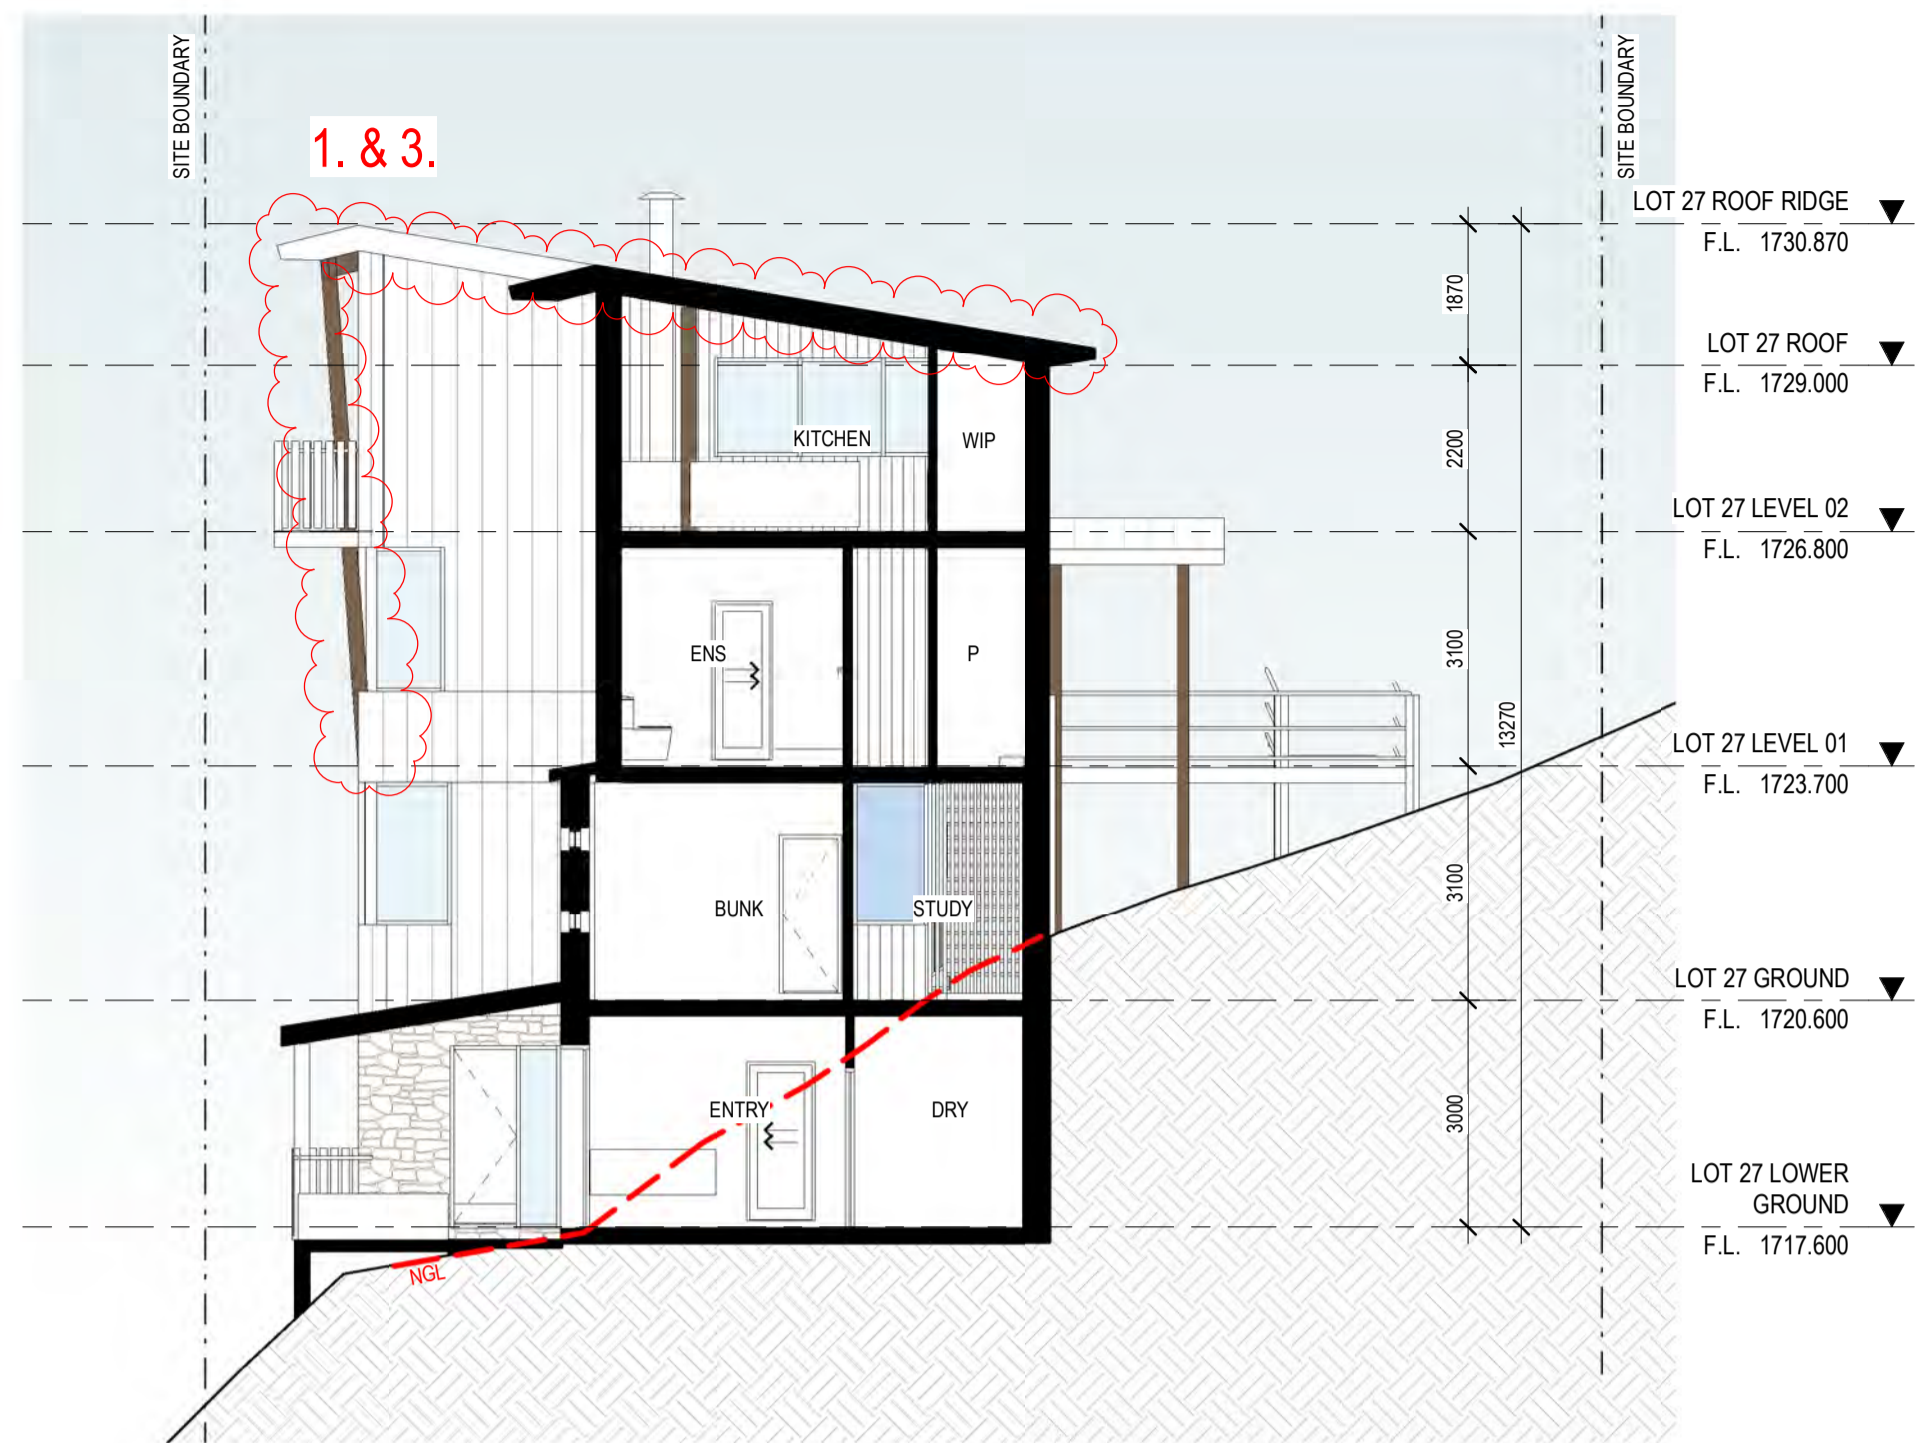 SITE BOUNDARY
SITE BOUNDARY
1. & 3.
LOT 27 ROOF RIDGE
F.L. 1730.870
1870
LOT 27 ROOF
F.L. 1729.000
KITCHEN
WIP
2200
LOT 27 LEVEL 02
F.L. 1726.800
ENS
P
3100
13270
LOT 27 LEVEL 01
F.L. 1723.700
BUNK
STUDY
3100
LOT 27 GROUND
F.L. 1720.600
ENTRY
DRY
3000
LOT 27 LOWER
GROUND
F.L. 1717.600
NGL